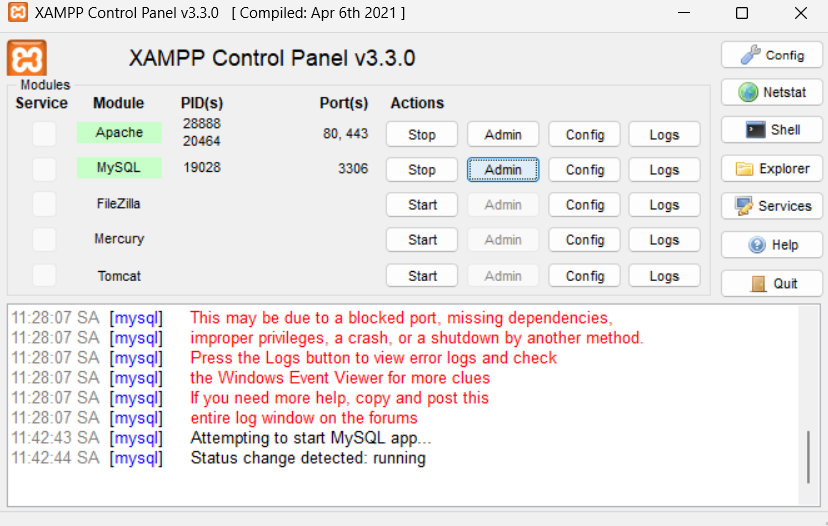 XAMPP Control Panel v3.3.0 [ Compiled: Apr 6th 2021 ]
XAMPP Control Panel v3.3.0
Config
Modules
Service Module PID(s) Port(s) Actions
Netstat
Apache 28888 20464 80, 443 Stop Admin Config Logs
Shell
MySQL 19028 3306 Stop Admin Config Logs
Explorer
FileZilla Start Admin Config Logs
Services
Mercury Start Admin Config Logs
Help
Tomcat Start Admin Config Logs
Quit
11:28:07 SA [mysql] This may be due to a blocked port, missing dependencies,
11:28:07 SA [mysql] improper privileges, a crash, or a shutdown by another method.
11:28:07 SA [mysql] Press the Logs button to view error logs and check
11:28:07 SA [mysql] the Windows Event Viewer for more clues
11:28:07 SA [mysql] If you need more help, copy and post this
11:28:07 SA [mysql] entire log window on the forums
11:42:43 SA [mysql] Attempting to start MySQL app...
11:42:44 SA [mysql] Status change detected: running